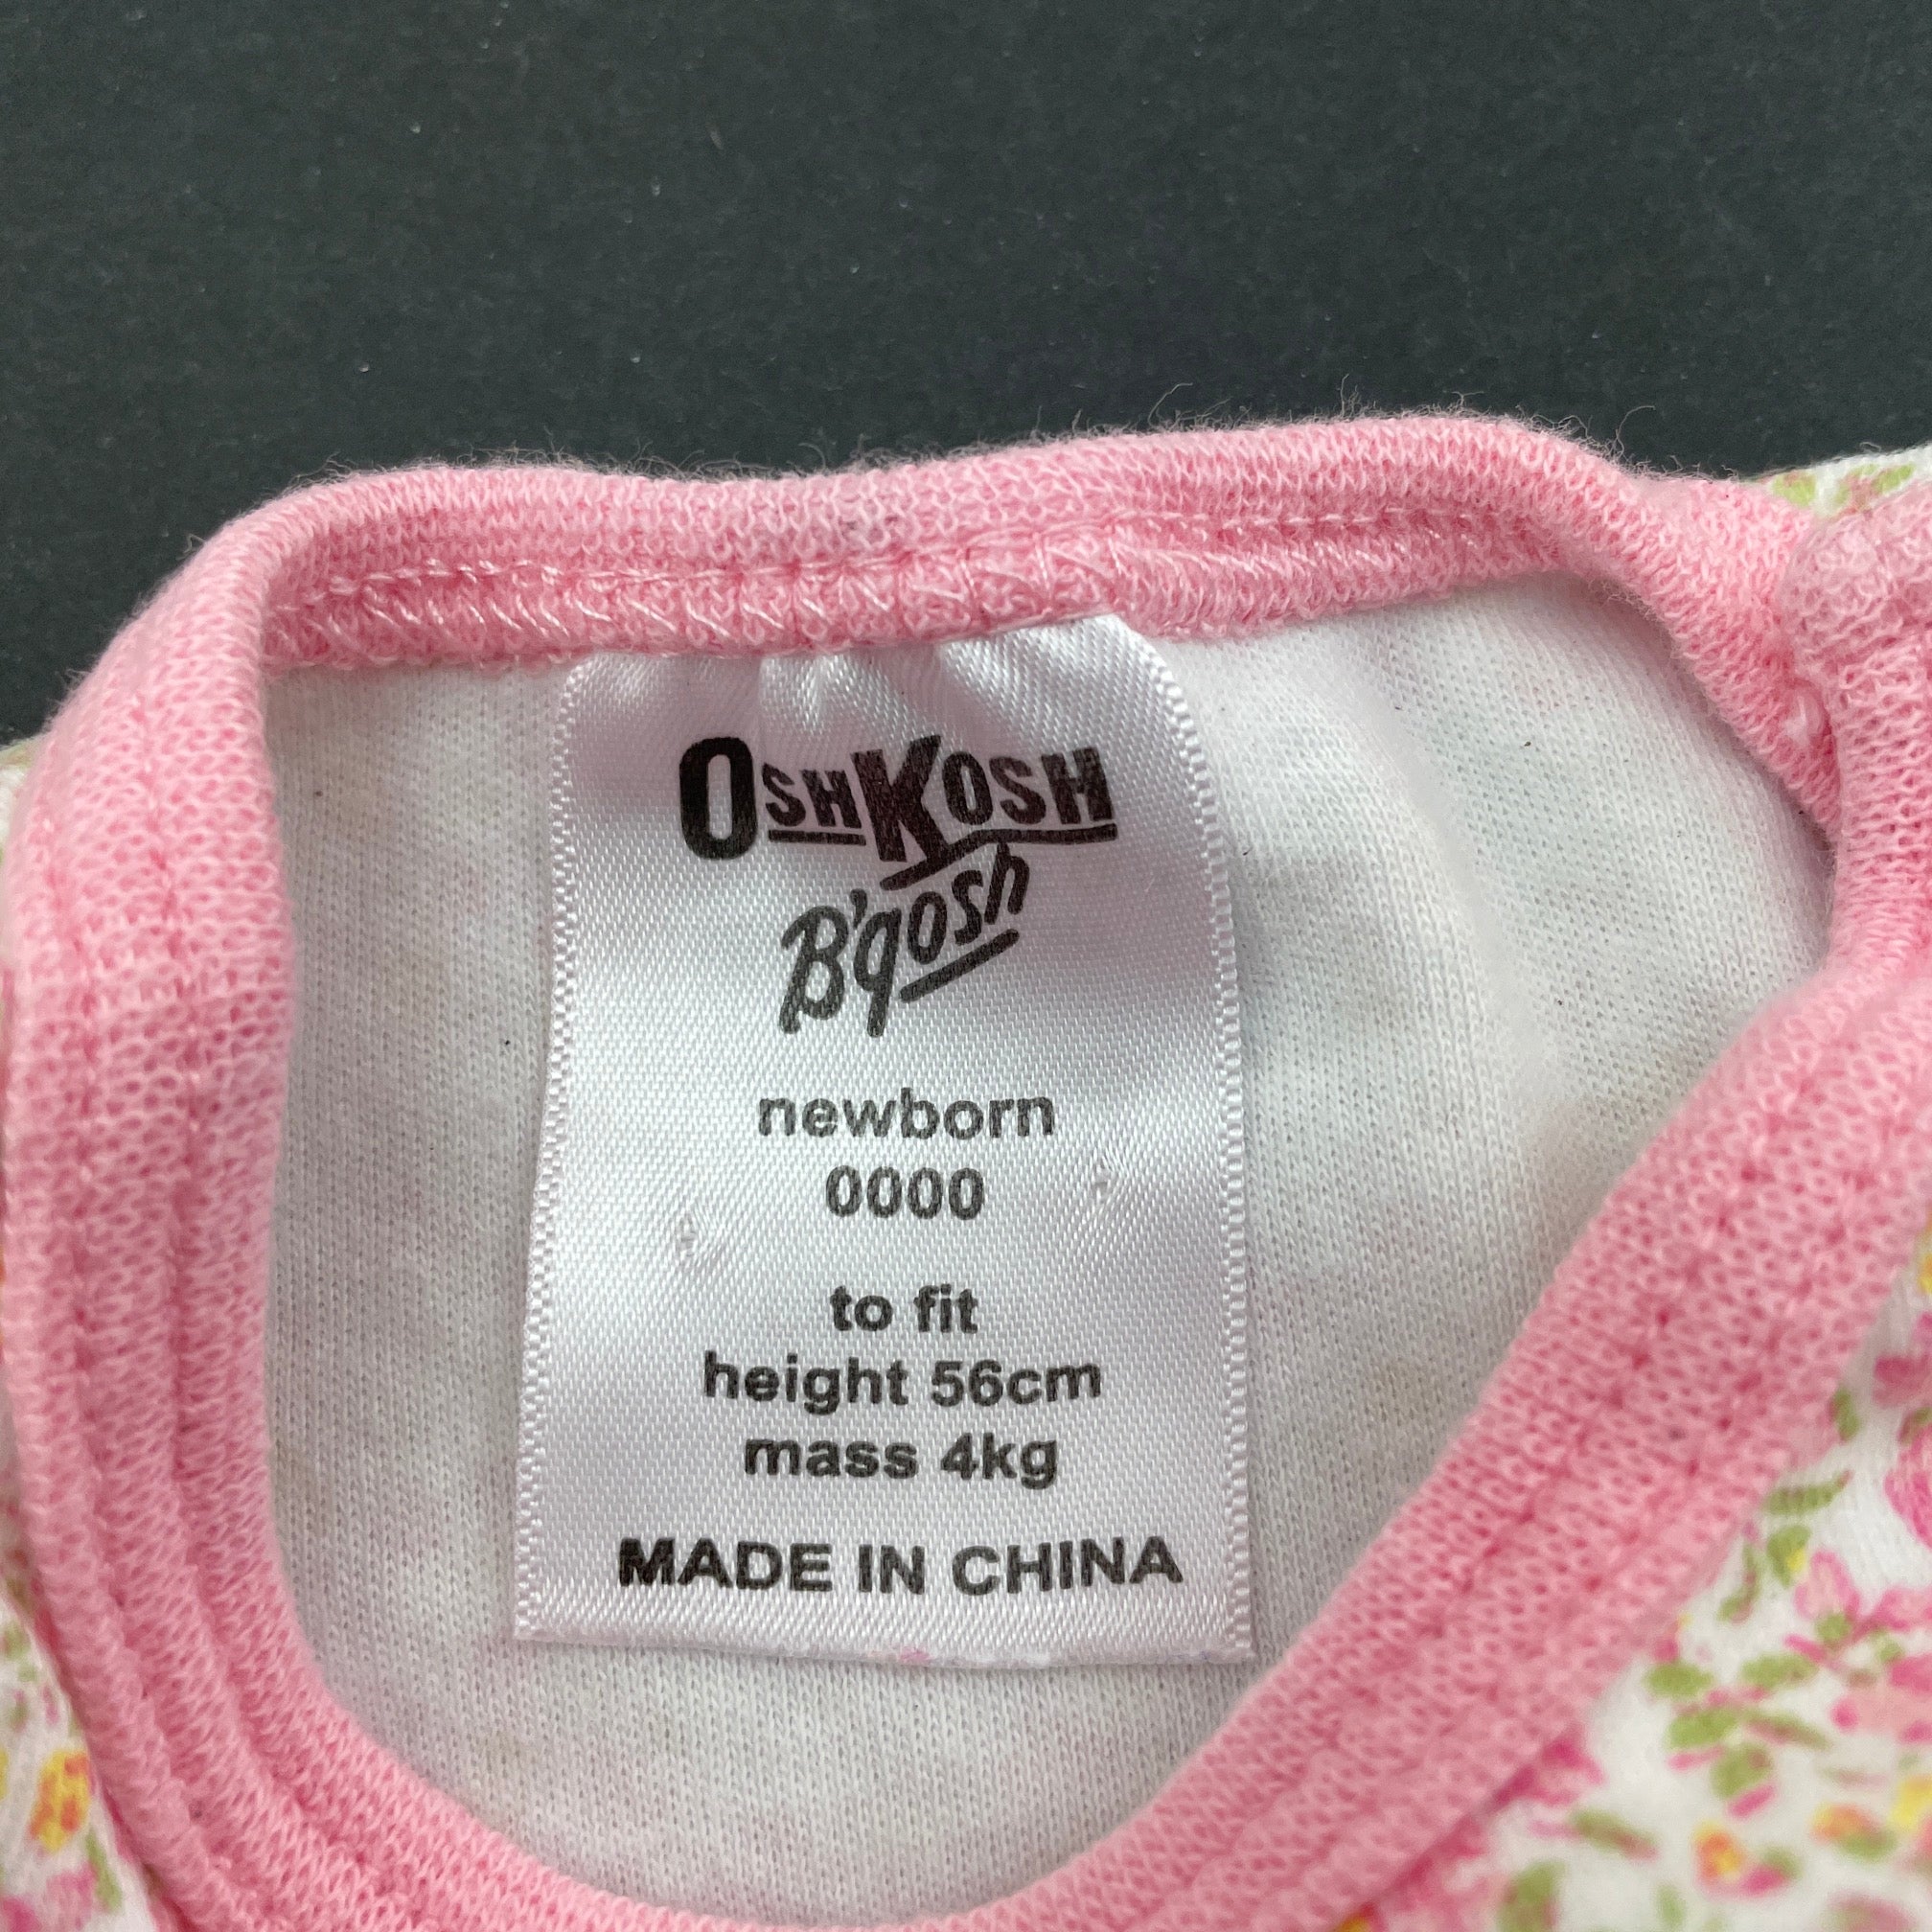 OSHKOSH
B'gosh
newborn
0000
to fit
height 56cm
mass 4kg
MADE IN CHINA